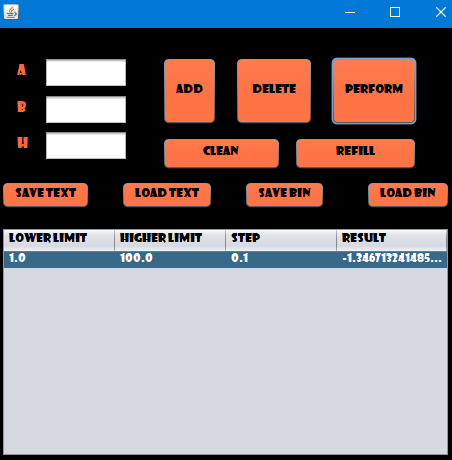 A
B
H
ADD
DELETE
PERFORM
CLEAN
REFILL
SAVE TEXT
LOAD TEXT
SAVE BIN
LOAD BIN
LOWER LIMIT HIGHER LIMIT STEP RESULT
1.0 100.0 0.1 -1.346713241485...